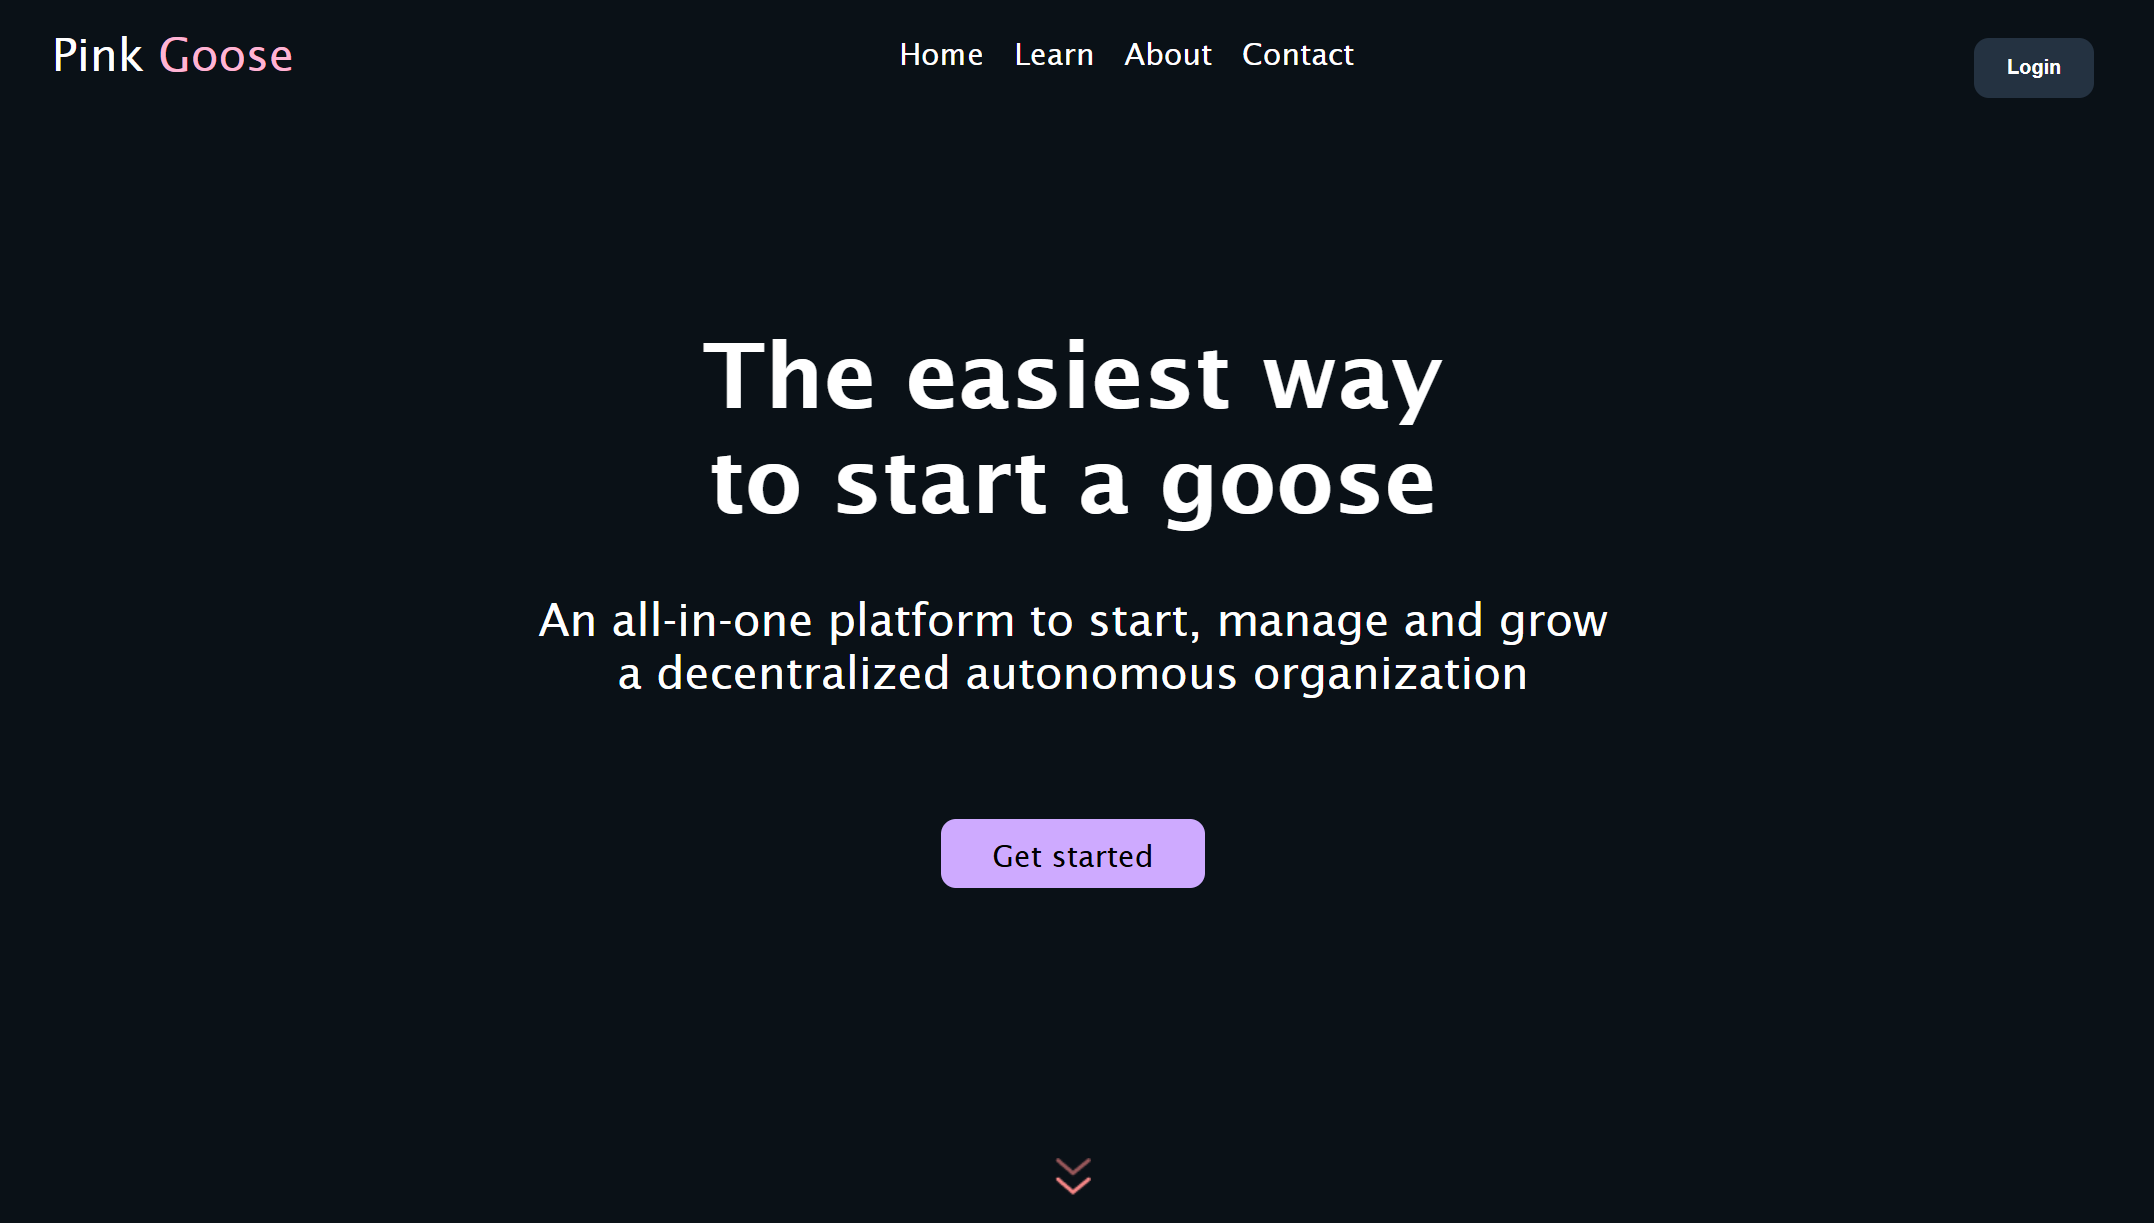 Pink Goose
Home Learn About Contact
Login
The easiest way
to start a goose
An all-in-one platform to start, manage and grow
a decentralized autonomous organization
Get started